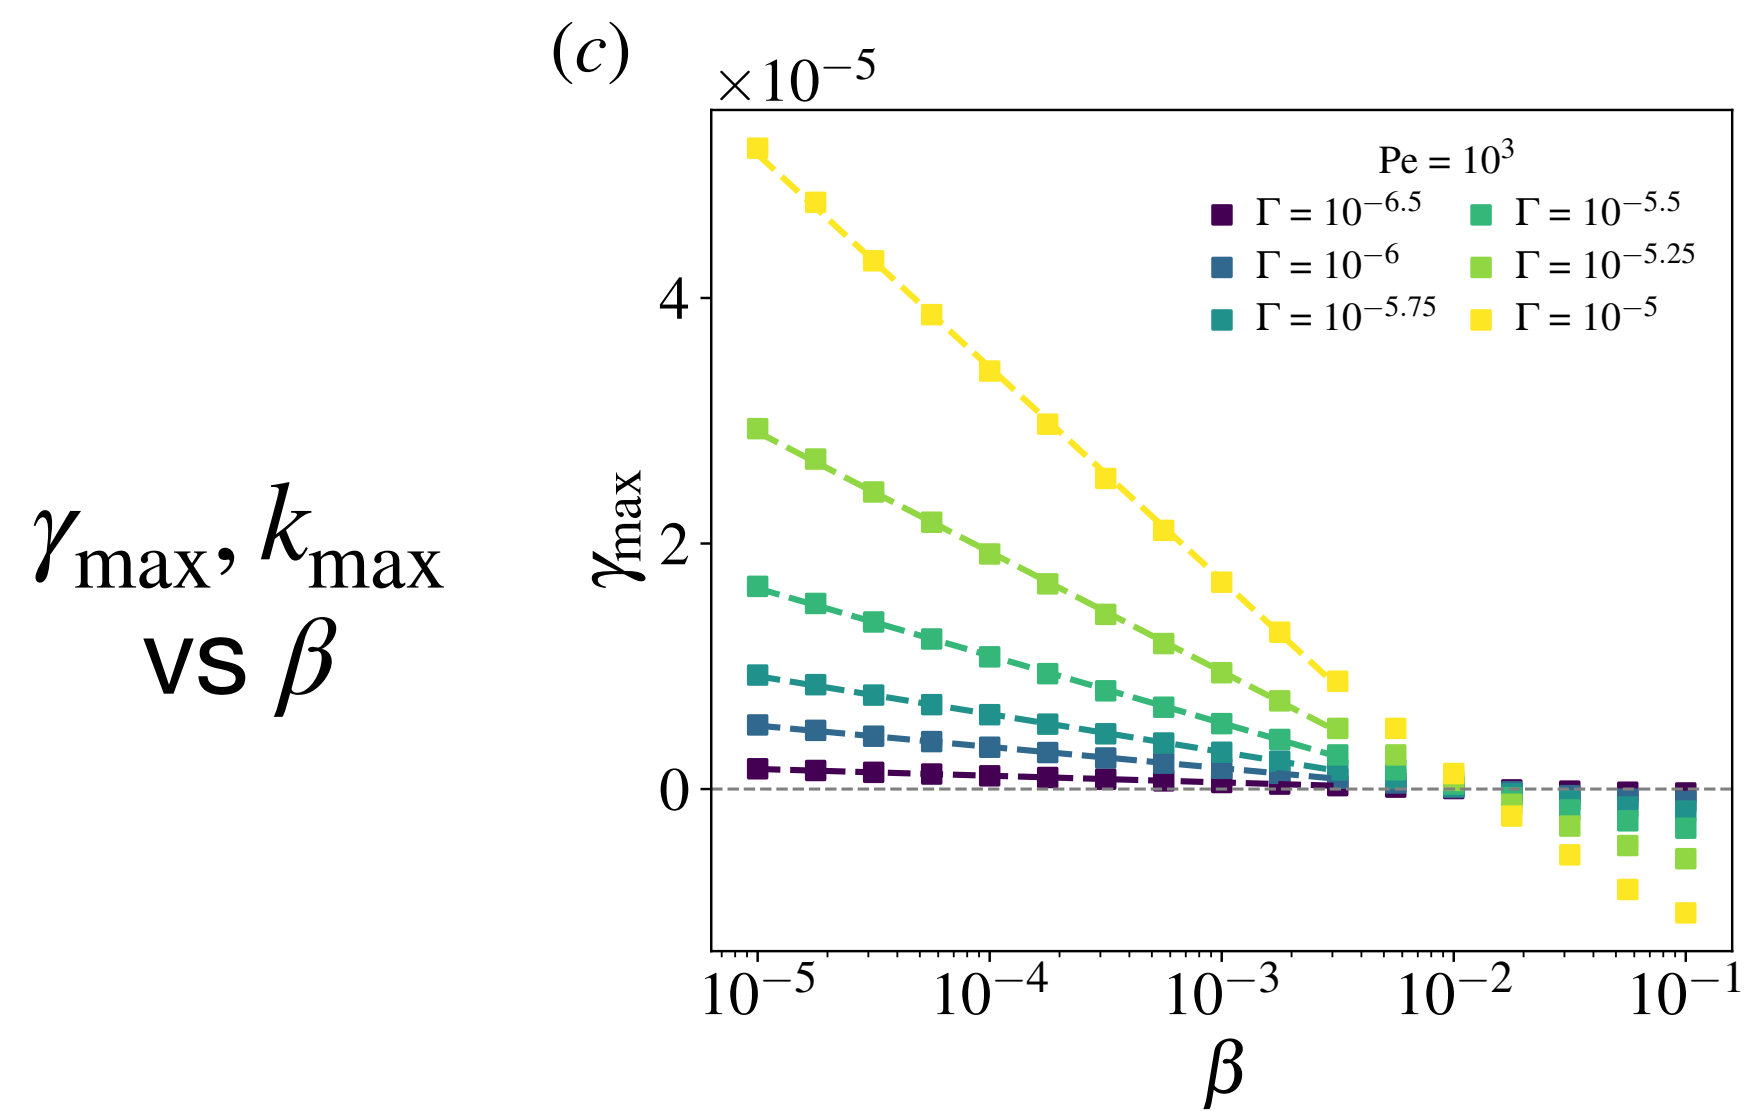 (c)
×10⁻⁵
γmax, kmax
vs β
γmax
4
2
0
Pe = 10³
Γ = 10⁻⁶·⁵
Γ = 10⁻⁶
Γ = 10⁻⁵·⁷⁵
Γ = 10⁻⁵·⁵
Γ = 10⁻⁵·²⁵
Γ = 10⁻⁵
10⁻⁵ 10⁻⁴ 10⁻³ 10⁻² 10⁻¹
β